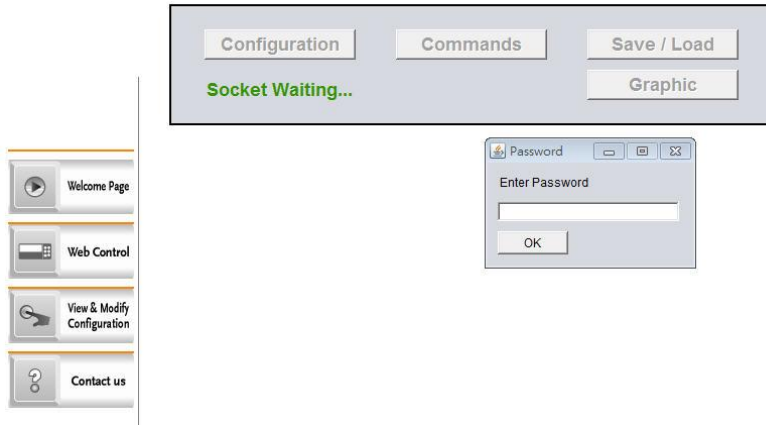 Configuration
Commands
Save / Load
Socket Waiting...
Graphic
Password
Enter Password
OK
Welcome Page
Web Control
View & Modify
Configuration
Contact us